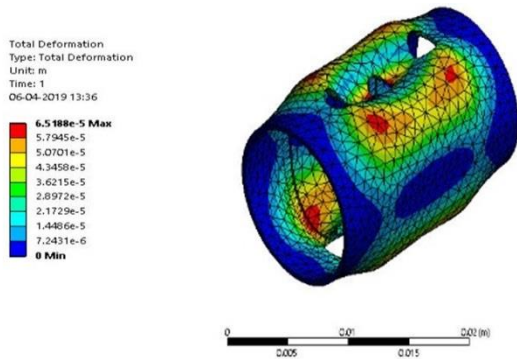 Total Deformation
Type: Total Deformation
Unit: m
Time: 1
06-04-2019 13:36
6.5188e-5 Max
5.7945e-5
5.0701e-5
4.3458e-5
3.6215e-5
2.8972e-5
2.1729e-5
1.4486e-5
7.2431e-6
0 Min
0 0.01 0.02 (m)
0.005 0.015